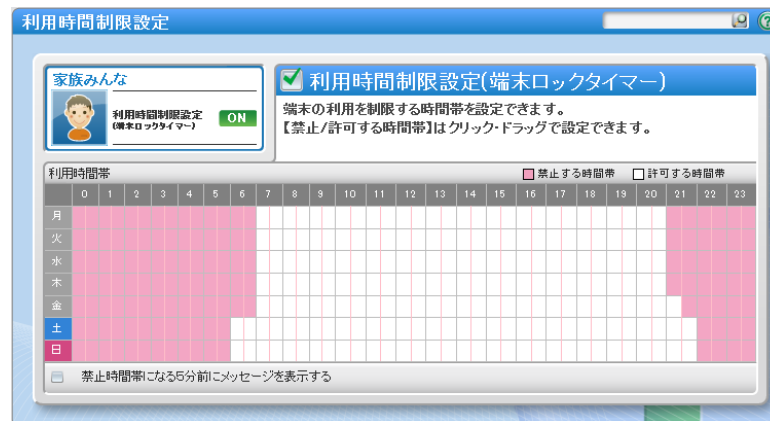 利用時間制限設定
家族みんな
利用時間制限設定
(端末ロックタイマー)
ON
利用時間制限設定(端末ロックタイマー)
端末の利用を制限する時間帯を設定できます。
【禁止/許可する時間帯】はクリック・ドラッグで設定できます。
利用時間帯
禁止する時間帯 許可する時間帯
0 1 2 3 4 5 6 7 8 9 10 11 12 13 14 15 16 17 18 19 20 21 22 23
月
火
水
木
金
土
日
禁止時間帯になる5分前にメッセージを表示する